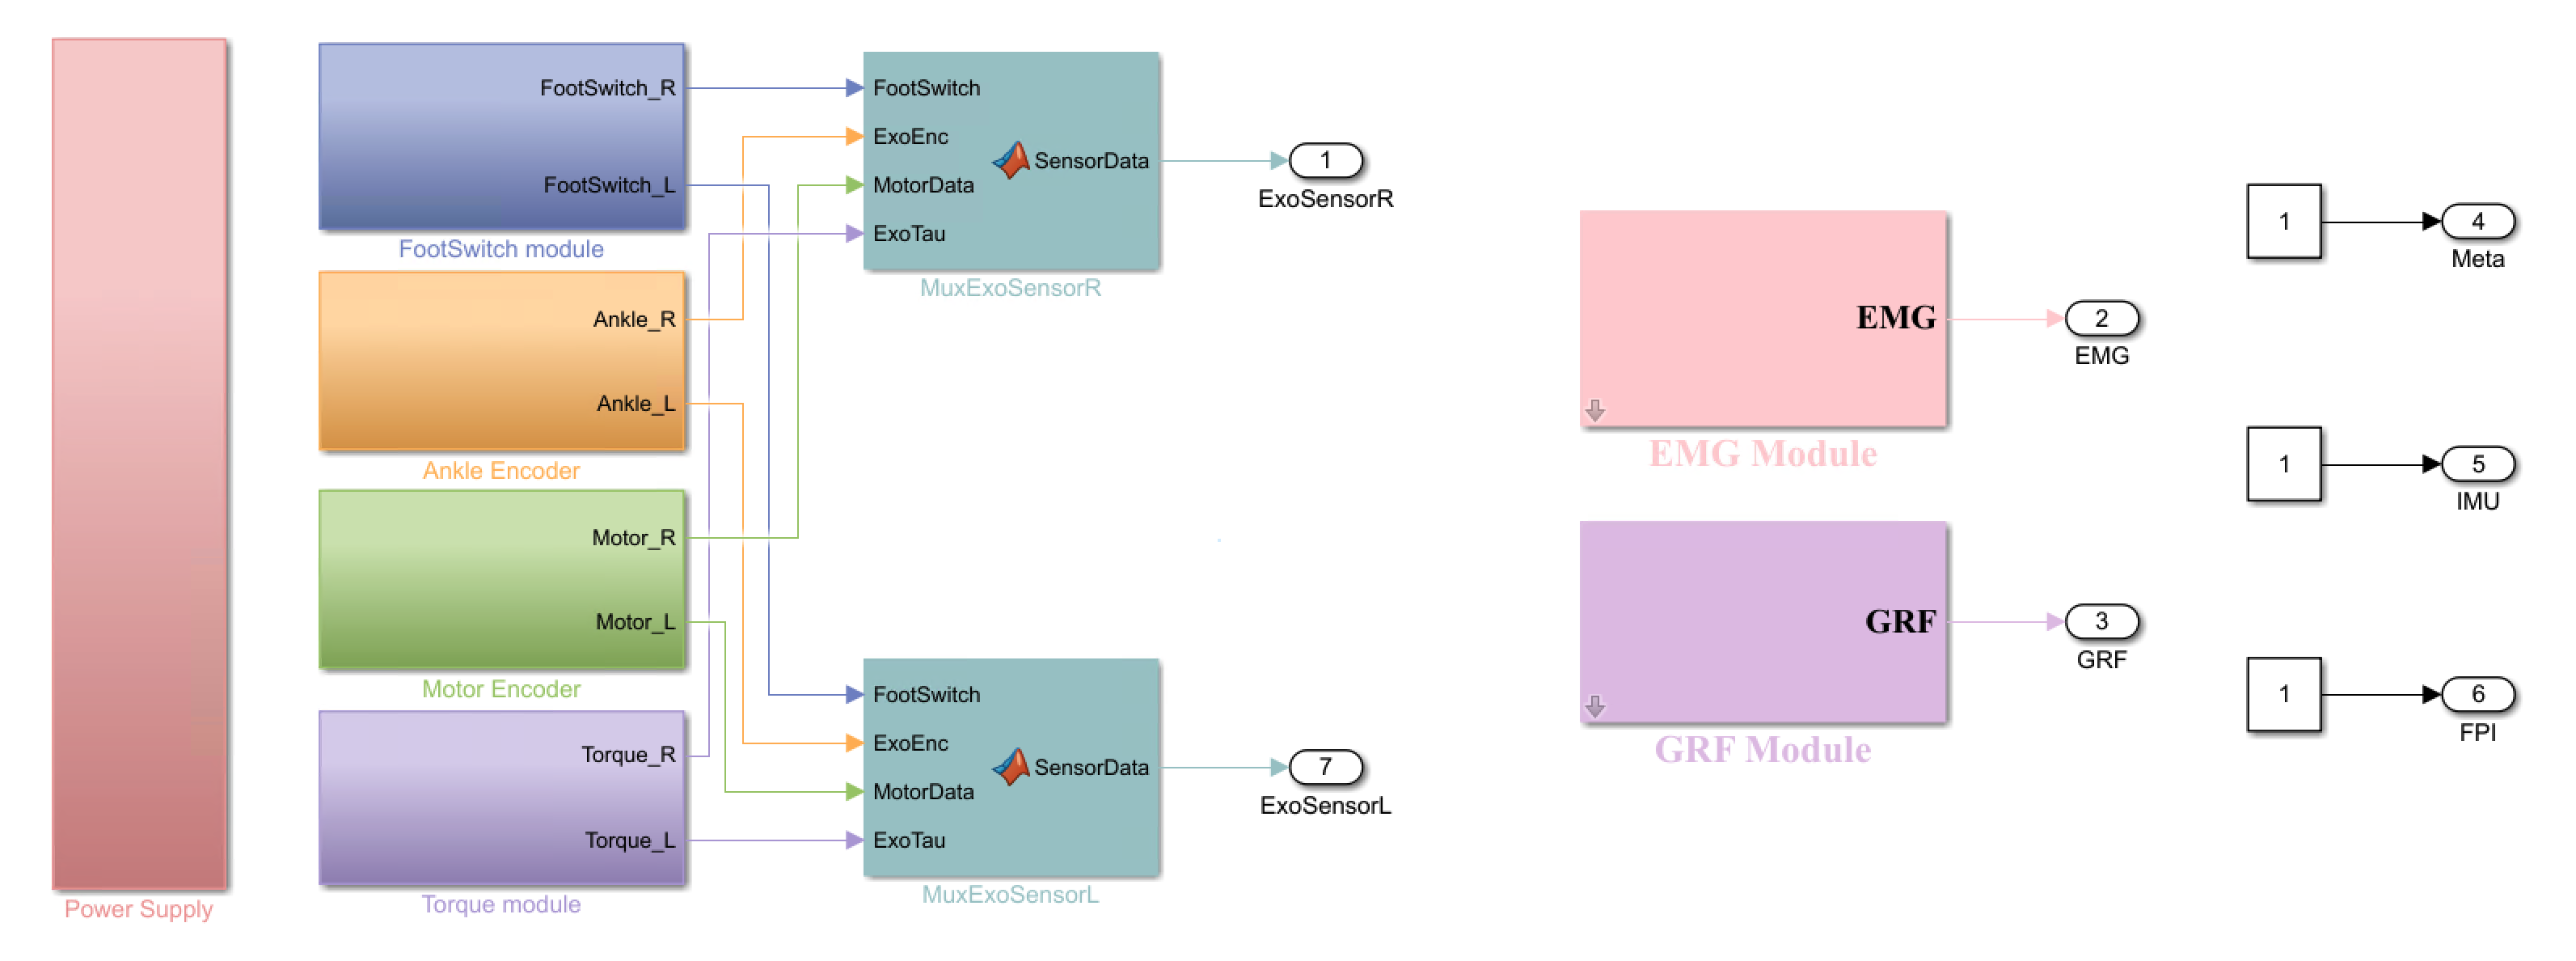 Power Supply
FootSwitch_R
FootSwitch_L
FootSwitch module
Ankle_R
Ankle_L
Ankle Encoder
Motor_R
Motor_L
Motor Encoder
Torque_R
Torque_L
Torque module
FootSwitch
ExoEnc
MotorData
ExoTau
SensorData
MuxExoSensorR
1
ExoSensorR
FootSwitch
ExoEnc
MotorData
ExoTau
SensorData
MuxExoSensorL
7
ExoSensorL
EMG
EMG Module
2
EMG
GRF
GRF Module
3
GRF
1
4
Meta
1
5
IMU
1
6
FPI